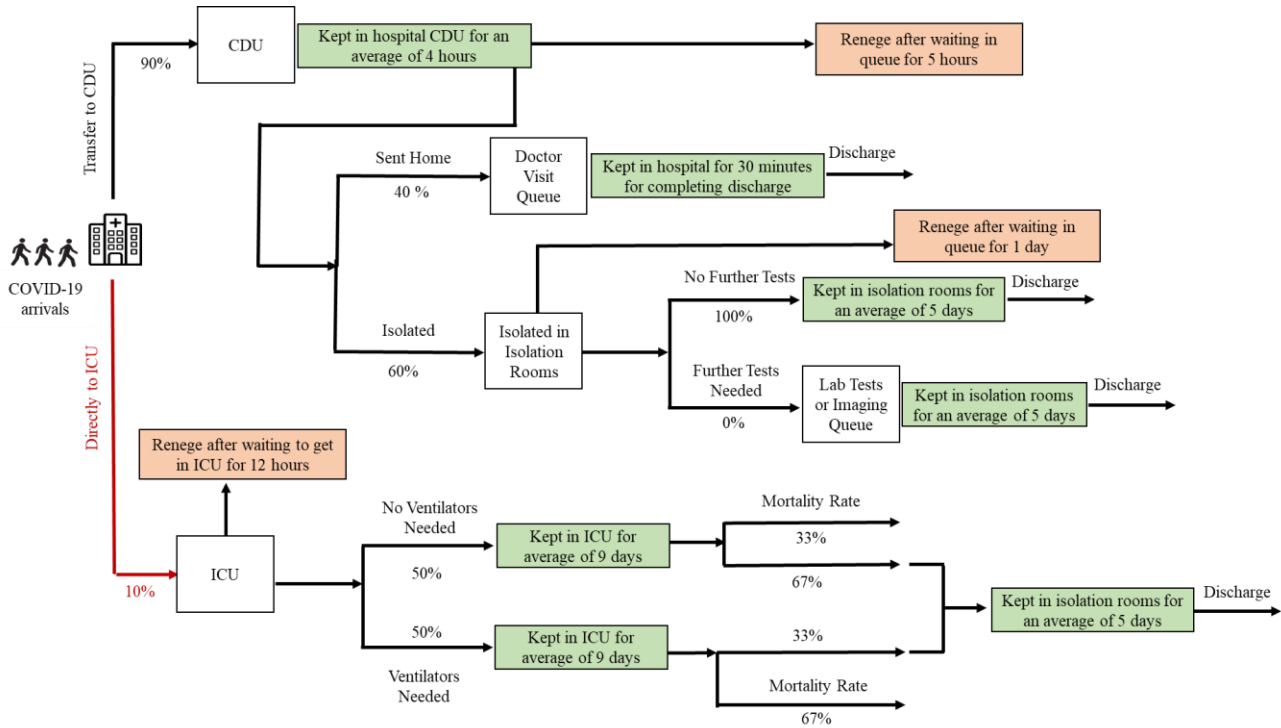 CDU
Kept in hospital CDU for an
average of 4 hours
Renege after waiting in
queue for 5 hours
90%
Transfer to CDU
Sent Home
40 %
Doctor
Visit
Queue
Kept in hospital for 30 minutes
for completing discharge
Discharge
Renege after waiting in
queue for 1 day
COVID-19
arrivals
No Further Tests
100%
Kept in isolation rooms for
an average of 5 days
Discharge
Isolated
60%
Isolated in
Isolation
Rooms
Further Tests
Needed
0%
Lab Tests
or Imaging
Queue
Kept in isolation rooms
for an average of 5 days
Discharge
Directly to ICU
Renege after waiting to get
in ICU for 12 hours
10%
ICU
No Ventilators
Needed
50%
Kept in ICU for
average of 9 days
Mortality Rate
33%
67%
Kept in isolation rooms for
an average of 5 days
Discharge
50%
Ventilators
Needed
Kept in ICU for
average of 9 days
33%
Mortality Rate
67%